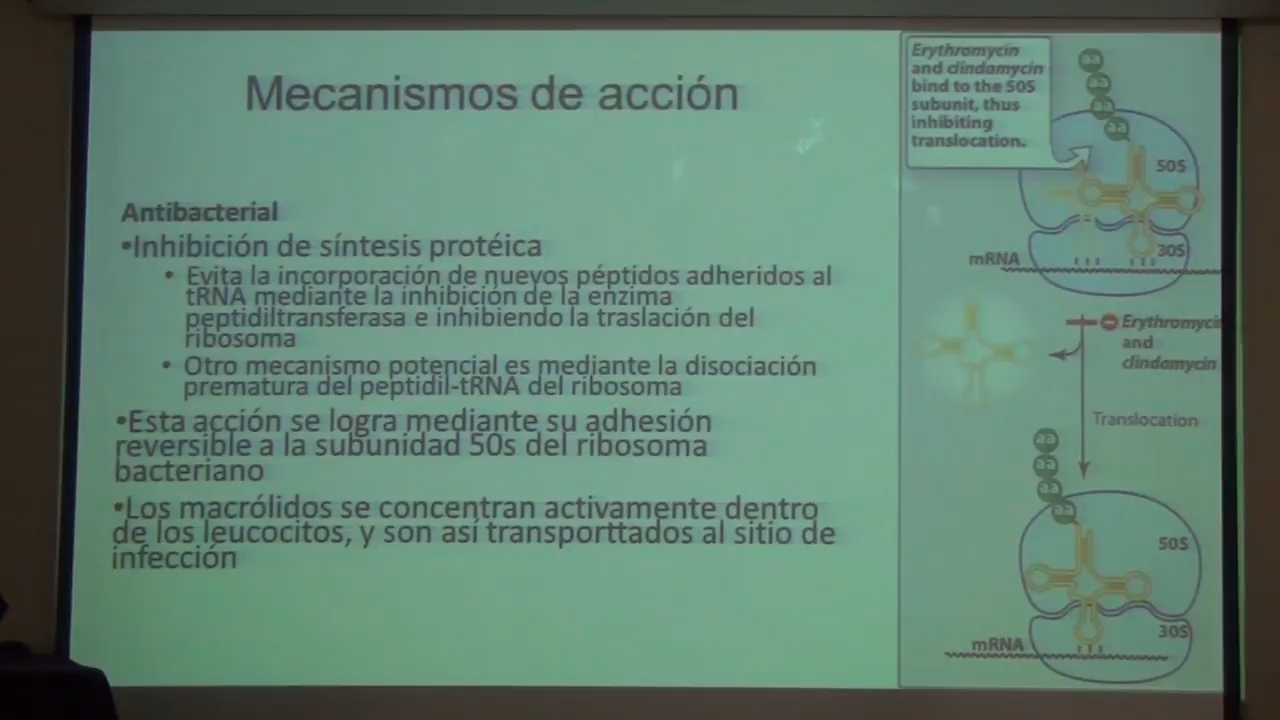 Mecanismos de acción
Antibacterial
•Inhibición de síntesis protéica
• Evita la incorporación de nuevos péptidos adheridos al
tRNA mediante la inhibición de la enzima
peptidiltransferasa e inhibiendo la traslación del
ribosoma
• Otro mecanismo potencial es mediante la disociación
prematura del peptidil-tRNA del ribosoma
•Esta acción se logra mediante su adhesión
reversible a la subunidad 50s del ribosoma
bacteriano
•Los macrólidos se concentran activamente dentro
de los leucocitos, y son así transporttados al sitio de
infección
Erythromycin
and clindamycin
bind to the 50S
subunit, thus
inhibiting
translocation.
aa
aa
aa
aa
50S
30S
mRNA
Erythromycin
and
clindamycin
Translocation
aa
aa
aa
aa
50S
30S
mRNA